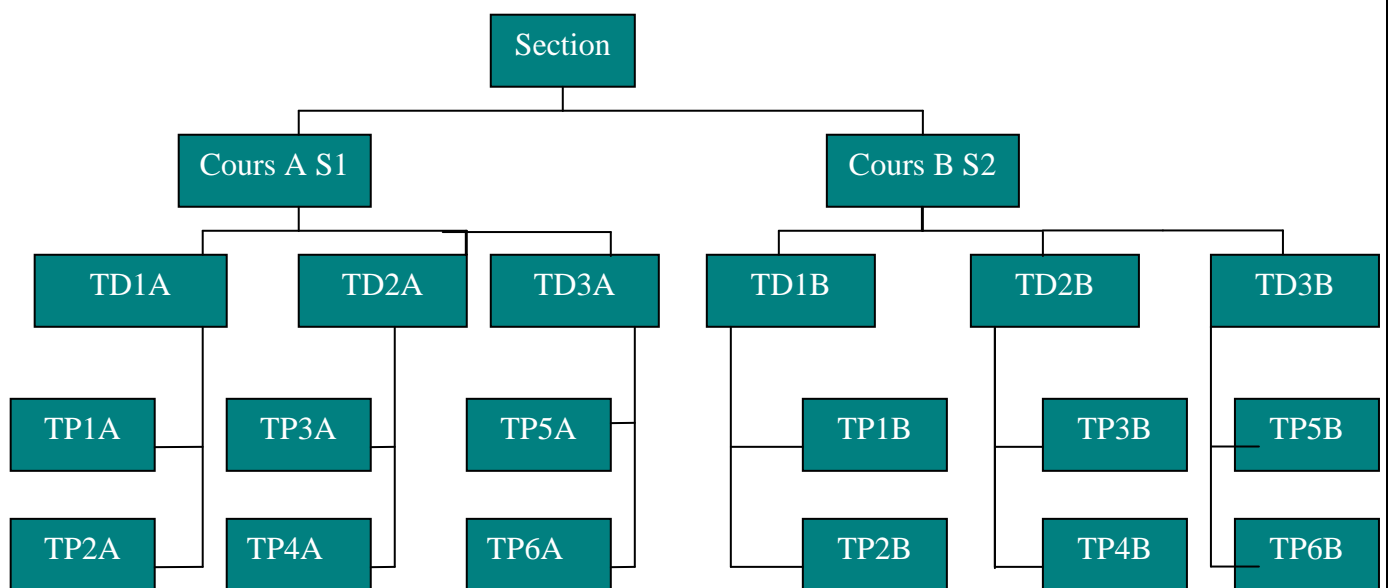 Section
Cours A S1
Cours B S2
TD1A
TD2A
TD3A
TD1B
TD2B
TD3B
TP1A
TP3A
TP5A
TP1B
TP3B
TP5B
TP2A
TP4A
TP6A
TP2B
TP4B
TP6B